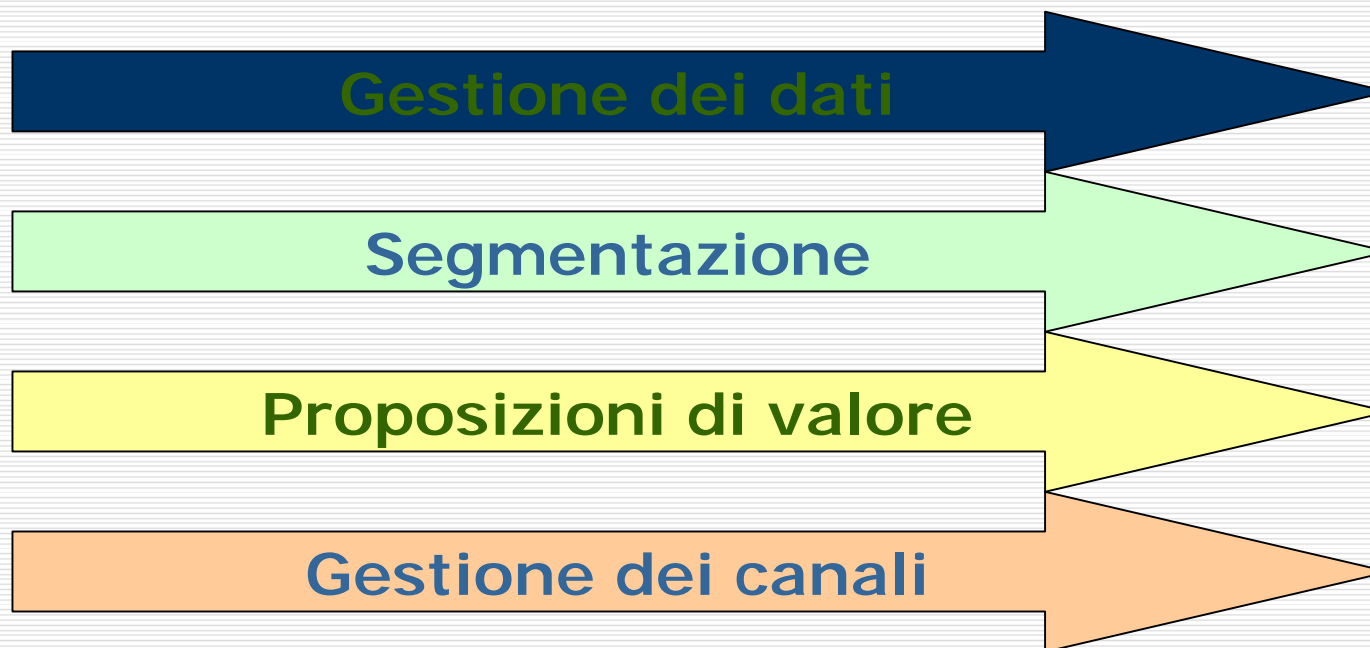 Gestione dei dati
Segmentazione
Proposizioni di valore
Gestione dei canali